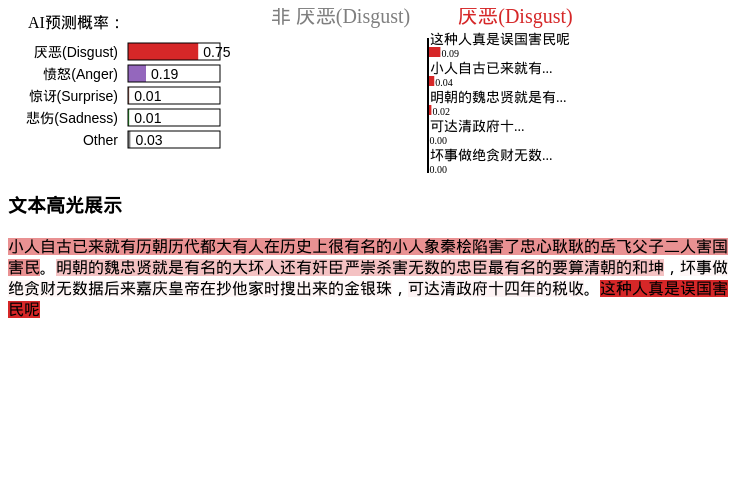 AI预测概率：
厌恶(Disgust) 0.75
愤怒(Anger) 0.19
惊讶(Surprise) 0.01
悲伤(Sadness) 0.01
Other 0.03
非 厌恶(Disgust) 厌恶(Disgust)
这种人真是误国害民呢
0.09
小人自古已来就有...
0.04
明朝的魏忠贤就是有...
0.02
可达清政府十...
0.00
坏事做绝贪财无数...
0.00
文本高光展示
小人自古已来就有历朝历代都大有人在历史上很有名的小人象秦桧陷害了忠心耿耿的岳飞父子二人害国
害民。明朝的魏忠贤就是有名的大坏人还有奸臣严崇杀害无数的忠臣最有名的要算清朝的和坤，坏事做
绝贪财无数据后来嘉庆皇帝在抄他家时搜出来的金银珠，可达清政府十四年的税收。这种人真是误国害
民呢